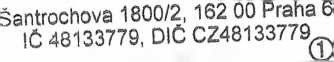 Šantrochova 1800/2, 162 00 Praha 6
IČ 48133779, DIČ CZ48133779
1